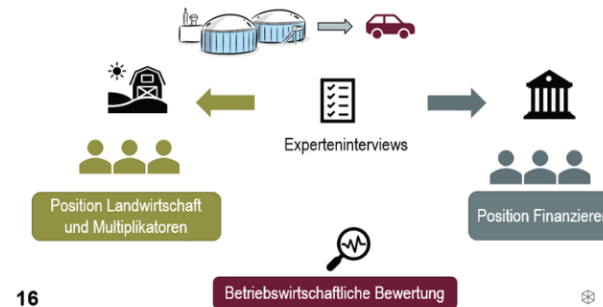 Experteninterviews
Position Landwirtschaft
und Multiplikatoren
Position Finanzierer
Betriebswirtschaftliche Bewertung
16